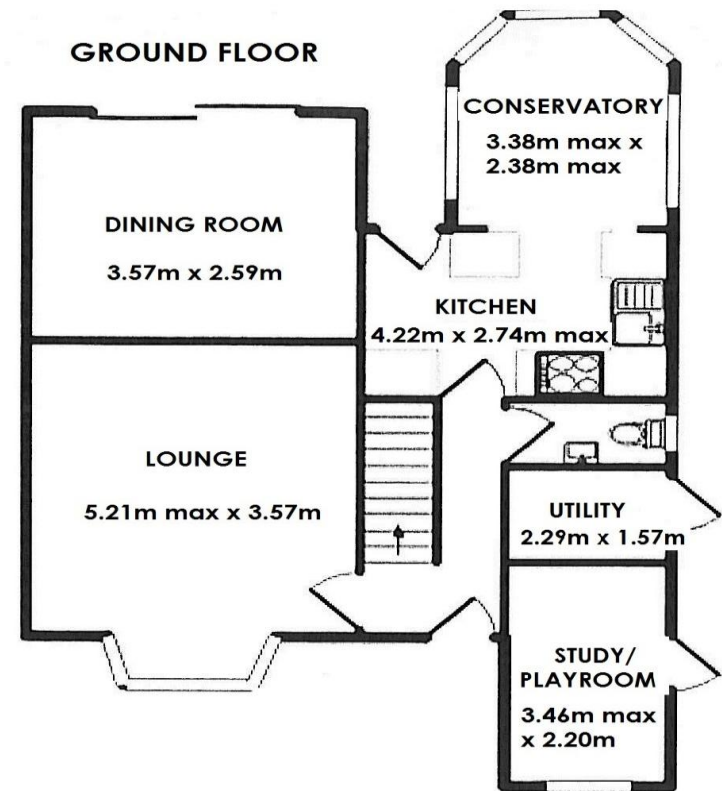 GROUND FLOOR
CONSERVATORY
3.38m max x
2.38m max
DINING ROOM
3.57m x 2.59m
KITCHEN
4.22m x 2.74m max
LOUNGE
5.21m max x 3.57m
UTILITY
2.29m x 1.57m
STUDY/
PLAYROOM
3.46m max
x 2.20m